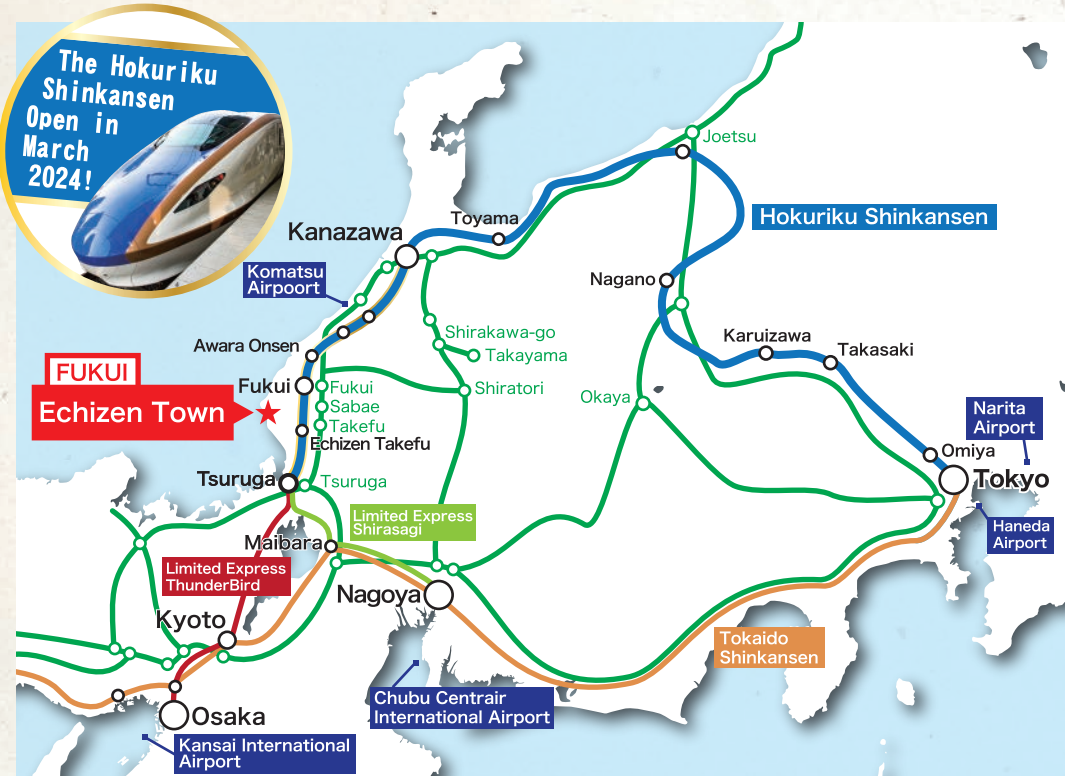 The Hokuriku
Shinkansen
Open in
March
2024!
Joetsu
Toyama
Hokuriku Shinkansen
Kanazawa
Komatsu
Airpoort
Nagano
Shirakawa-go
Karuizawa
Awara Onsen
Takayama
Takasaki
FUKUI
Fukui
Fukui
Shiratori
Okaya
Echizen Town
Sabae
Narita
Airport
Takefu
Echizen Takefu
Omiya
Tsuruga
Tsuruga
Tokyo
Limited Express
Shirasagi
Haneda
Airport
Maibara
Limited Express
ThunderBird
Nagoya
Kyoto
Tokaido
Shinkansen
Chubu Centrair
International Airport
Osaka
Kansai International
Airport